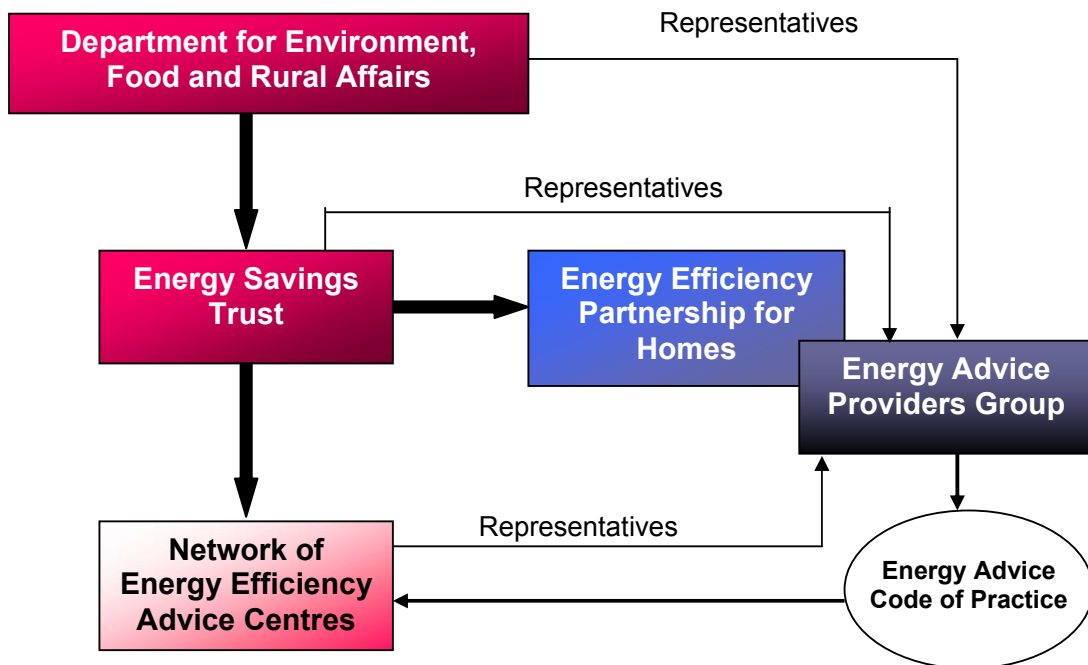 Representatives
Department for Environment,
Food and Rural Affairs
Representatives
Energy Savings
Trust
Energy Efficiency
Partnership for
Homes
Energy Advice
Providers Group
Representatives
Network of
Energy Efficiency
Advice Centres
Energy Advice
Code of Practice